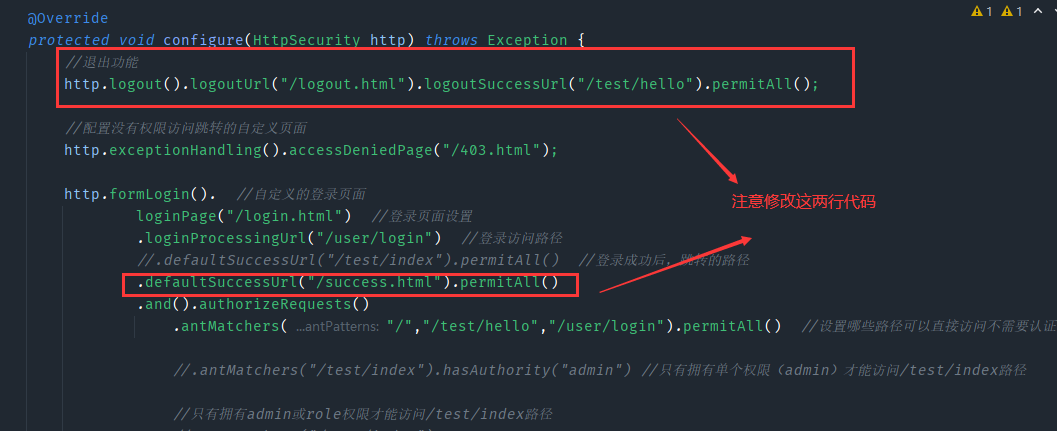 @Override
1 1
protected void configure(HttpSecurity http) throws Exception {
//退出功能
http.logout().logoutUrl("/logout.html").logoutSuccessUrl("/test/hello").permitAll();
//配置没有权限访问跳转的自定义页面
http.exceptionHandling().accessDeniedPage("/403.html");
http.formLogin(). //自定义的登录页面
注意修改这两行代码
loginPage("/login.html") //登录页面设置
.loginProcessingUrl("/user/login") //登录访问路径
//.defaultSuccessUrl("/test/index").permitAll() //登录成功后，跳转的路径
.defaultSuccessUrl("/success.html").permitAll()
.and().authorizeRequests()
.antMatchers( ...antPatterns: "/","/test/hello","/user/login").permitAll() //设置哪些路径可以直接访问不需要认证
//.antMatchers("/test/index").hasAuthority("admin") //只有拥有单个权限（admin）才能访问/test/index路径
//只有拥有admin或role权限才能访问/test/index路径